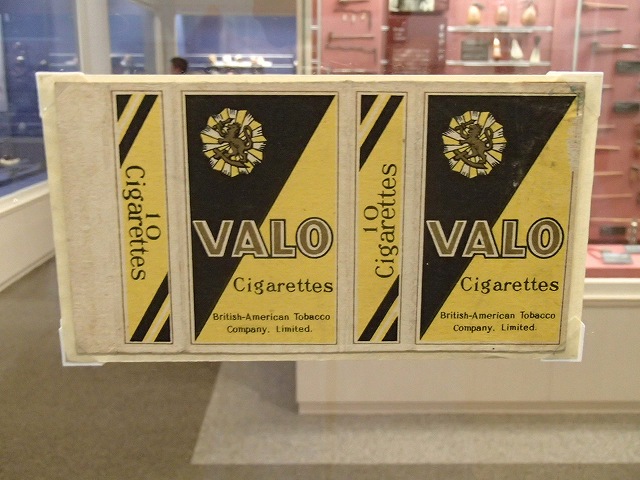 10
Cigarettes
VALO
Cigarettes
British-American Tobacco
Company, Limited.
10
Cigarettes
VALO
Cigarettes
British-American Tobacco
Company, Limited.